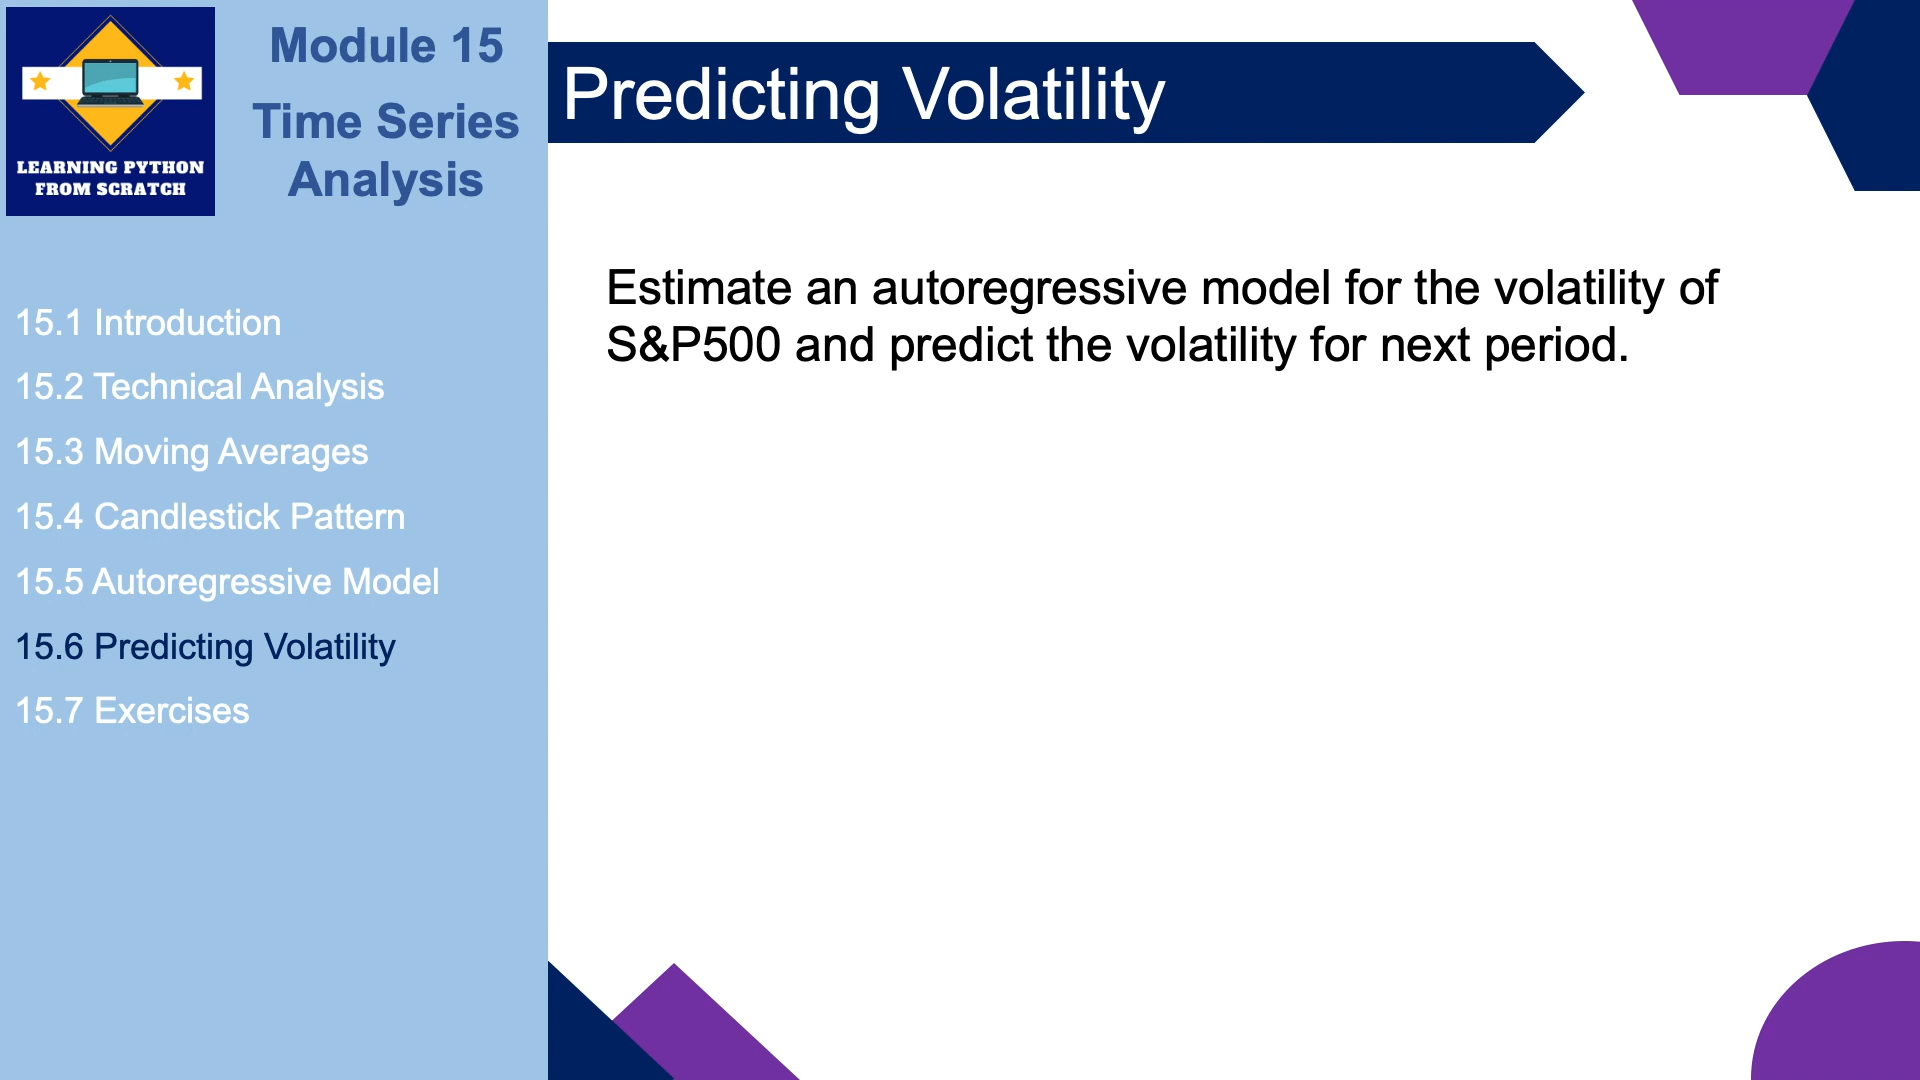 LEARNING PYTHON
FROM SCRATCH
Module 15
Time Series
Analysis
15.1 Introduction
15.2 Technical Analysis
15.3 Moving Averages
15.4 Candlestick Pattern
15.5 Autoregressive Model
15.6 Predicting Volatility
15.7 Exercises
Predicting Volatility
Estimate an autoregressive model for the volatility of
S&P500 and predict the volatility for next period.